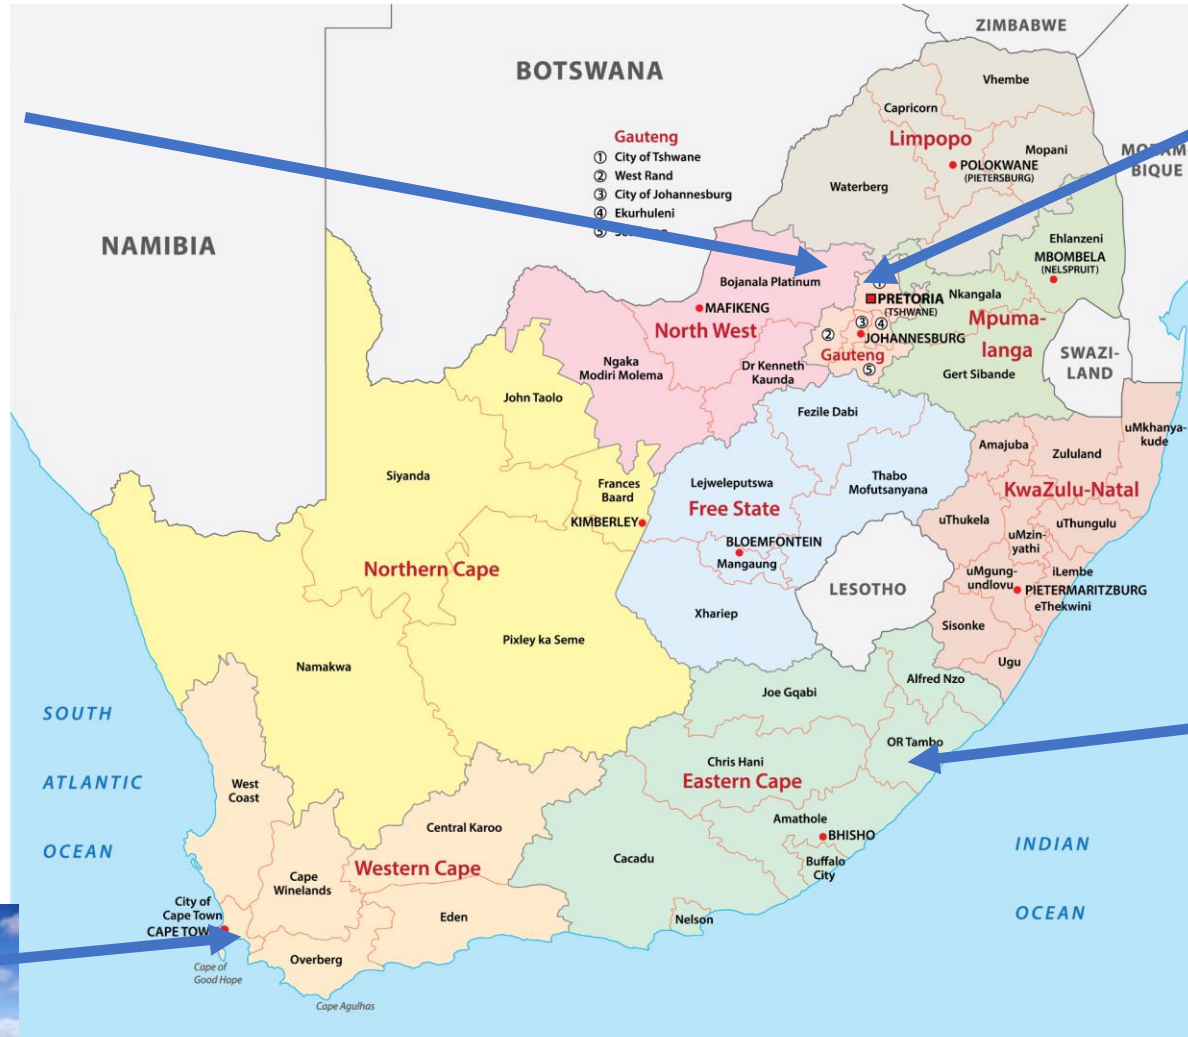 ZIMBABWE
BOTSWANA
Vhembe
Capricorn
Gauteng
① City of Tshwane
② West Rand
③ City of Johannesburg
④ Ekurhuleni
⑤
Limpopo
Mopani
POLOKWANE
(PIETERSBURG)
Waterberg
BIQUE
NAMIBIA
Ehlanzeni
MBOMBELA
(NELSPRUIT)
Bojanala Platinum
①
PRETORIA
(TSHWANE)
Nkangala
MAFIKENG
North West
Mpuma-
langa
② ③ ④
JOHANNESBURG
Gauteng
⑤
SWAZI-
LAND
Ngaka
Modiri Molema
Dr Kenneth
Kaunda
Gert Sibande
John Taolo
Fezile Dabi
uMkhanya-
kude
Amajuba
Zululand
Siyanda
Frances
Baard
Lejweleputswa
Thabo
Mofutsanyana
KwaZulu-Natal
KIMBERLEY
Free State
uThukela
uThungulu
uMzin-
yathi
BLOEMFONTEIN
Mangaung
Northern Cape
LESOTHO
uMgung-
undlovu
iLembe
PIETERMARITZBURG
eThekwini
Xhariep
Sisonke
Pixley ka Seme
Ugu
Namakwa
Alfred Nzo
Joe Gqabi
SOUTH
ATLANTIC
OCEAN
OR Tambo
Chris Hani
Eastern Cape
West
Coast
Central Karoo
Amathole
BHISHO
INDIAN
OCEAN
Cacadu
Buffalo
City
Western Cape
Cape
Winelands
City of
Cape Town
CAPE TOWN
Eden
Nelson
Overberg
Cape of
Good Hope
Cape Agulhas